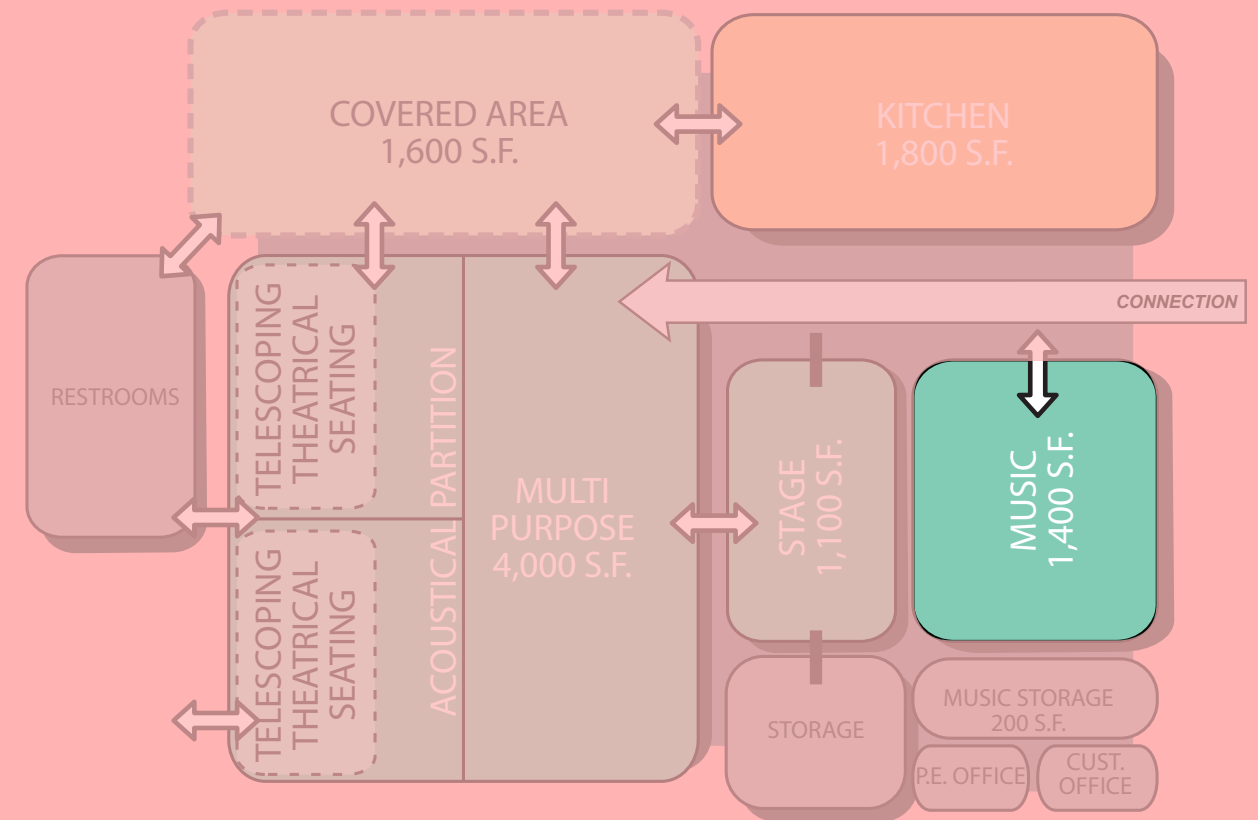 COVERED AREA
1,600 S.F.
KITCHEN
1,800 S.F.
CONNECTION
RESTROOMS
TELESCOPING
THEATRICAL
SEATING
TELESCOPING
THEATRICAL
SEATING
ACOUSTICAL PARTITION
MULTI
PURPOSE
4,000 S.F.
STAGE
1,100 S.F.
MUSIC
1,400 S.F.
STORAGE
MUSIC STORAGE
200 S.F.
P.E. OFFICE
CUST.
OFFICE